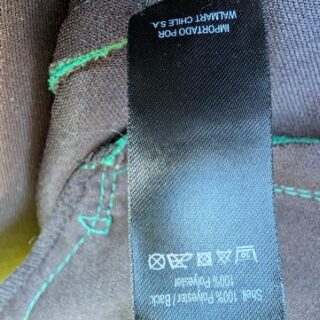 Shell: 100% Polyester/ Back:
100% Polyester
IMPORTADO POR
WALMART CHILE S.A.